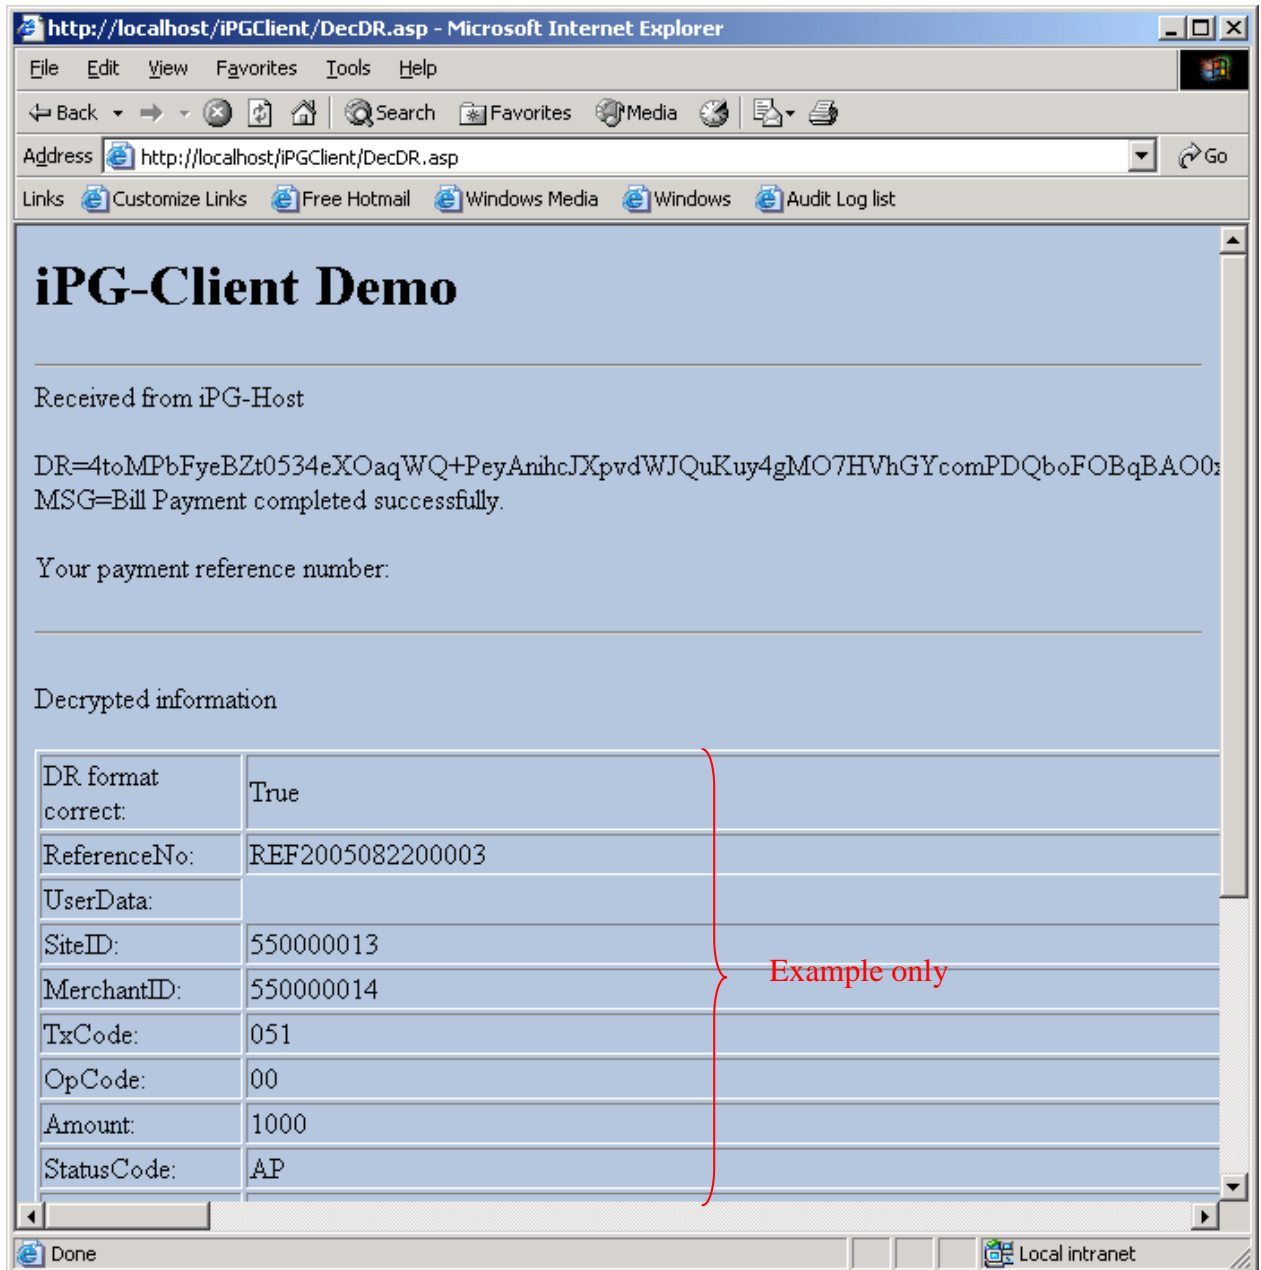 http://localhost/iPGClient/DecDR.asp - Microsoft Internet Explorer
File Edit View Favorites Tools Help
Back Search Favorites Media
Address http://localhost/iPGClient/DecDR.asp Go
Links Customize Links Free Hotmail Windows Media Windows Audit Log list
iPG-Client Demo
Received from iPG-Host
DR=4toMPbFyeBZt0534eXOaqWQ+PeyAnihcJXpvdWJQuKuy4gMO7HVhGYcomPDQboFOBqBAO0
MSG=Bill Payment completed successfully.
Your payment reference number:
Decrypted information
DR format
correct:
True
ReferenceNo: REF2005082200003
UserData:
SiteID: 550000013
MerchantID: 550000014
Example only
TxCode: 051
OpCode: 00
Amount: 1000
StatusCode: AP
Done Local intranet